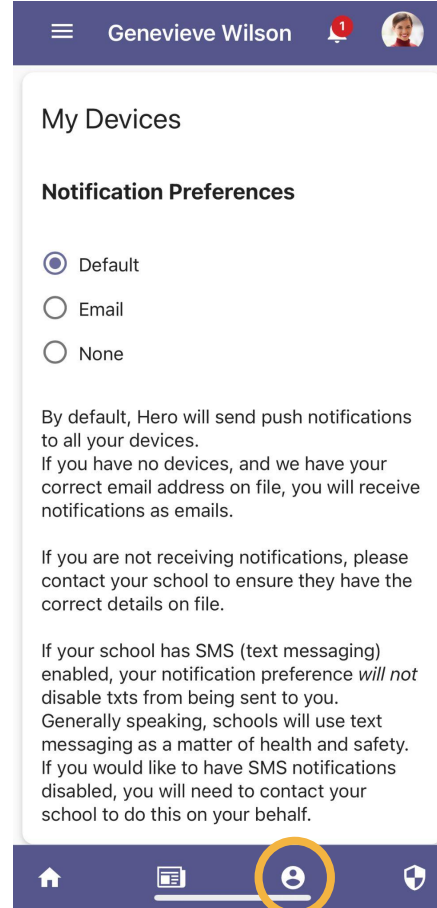 Genevieve Wilson
1
My Devices
Notification Preferences
Default
Email
None
By default, Hero will send push notifications
to all your devices.
If you have no devices, and we have your
correct email address on file, you will receive
notifications as emails.
If you are not receiving notifications, please
contact your school to ensure they have the
correct details on file.
If your school has SMS (text messaging)
enabled, your notification preference will not
disable txts from being sent to you.
Generally speaking, schools will use text
messaging as a matter of health and safety.
If you would like to have SMS notifications
disabled, you will need to contact your
school to do this on your behalf.